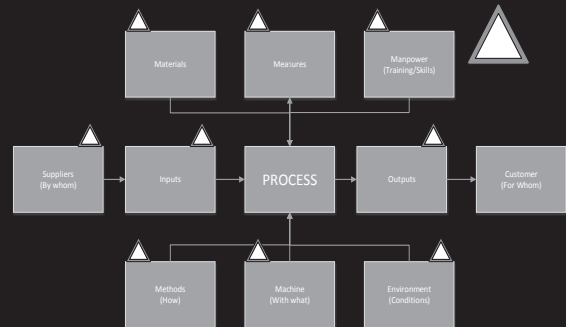 Materials
Measures
Manpower
(Training/Skills)
Suppliers
(By whom)
Inputs
PROCESS
Outputs
Customer
(For Whom)
Methods
(How)
Machine
(With what)
Environment
(Conditions)